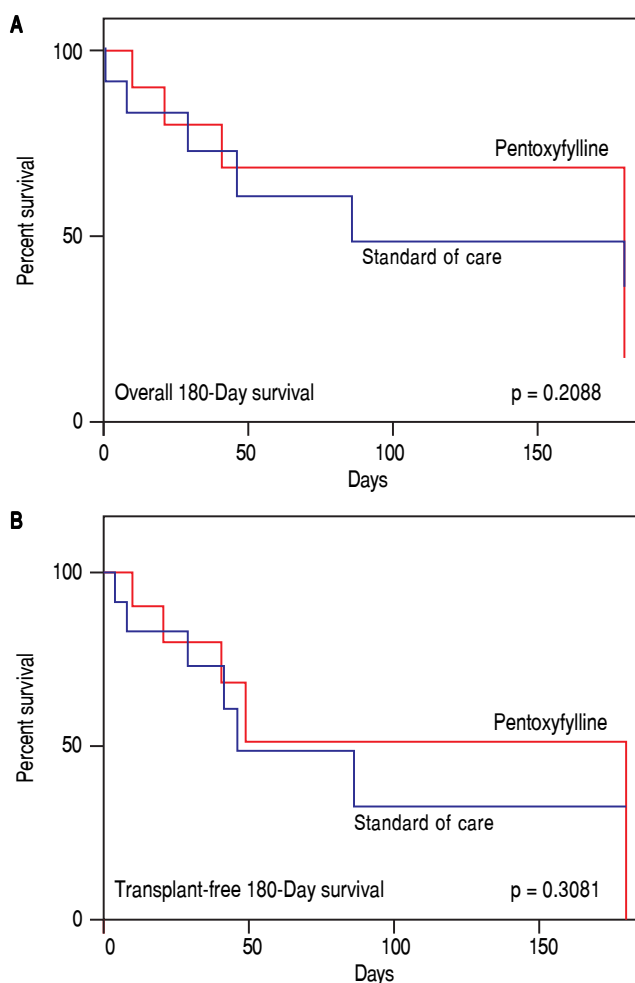 A
100
Percent survival
Pentoxyfylline
50
Standard of care
Overall 180-Day survival
p = 0.2088
0
0
50
100
150
Days
B
100
Percent survival
Pentoxyfylline
50
Standard of care
Transplant-free 180-Day survival
p = 0.3081
0
0
50
100
150
Days